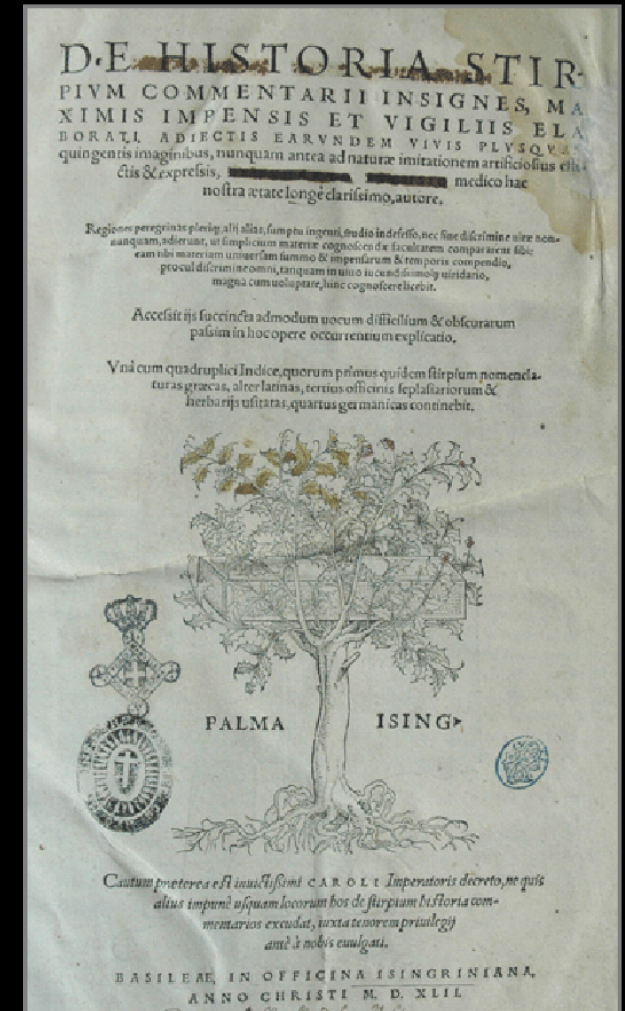 DE HISTORIA STIR-
PIVM COMMENTARII INSIGNES, MA
XIMIS IMPENSIS ET VIGILIIS ELA
BORATI, ADIECTIS EARVNDEM VIVIS PLVSQVAM
quingentis imaginibus, nunquam antea ad naturæ imitationem artificiosius effi-
ctis & expressis, medico hac
nostra ætate longè clarissimo, autore.
Regiones peregrinas pleriq;, alij alias, sumptu ingenti, studio indefesso, nec sine discrimine uitæ non-
nunquam, adierunt, ut simplicium materiæ cognoscendæ facultatem compararent sibi:
eam tibi materiam uniuersam summo & impensarum & temporis compendio,
procul discrimine omni, tanquam in uiuo iucundissimoq; uiridario,
magna cum uoluptate, hinc cognoscere licebit.
Accessit ijs succincta admodum uocum difficilium & obscurarum
passim in hoc opere occurrentium explicatio.
Vnà cum quadruplici Indice, quorum primus quidem stirpium nomencla-
turas græcas, alter latinas, tertius officinis seplasiariorum &
herbarijs usitatas, quartus germanicas continebit.
PALMA ISING
Cautum præterea est inuictissimi CAROLI Imperatoris decreto, ne quis
alius impunè usquam locorum hos de stirpium historia com-
mentarios excudat, iuxta tenorem priuilegij
antè à nobis euulgati.
BASILEAE, IN OFFICINA ISINGRINIANA,
ANNO CHRISTI M. D. XLII.